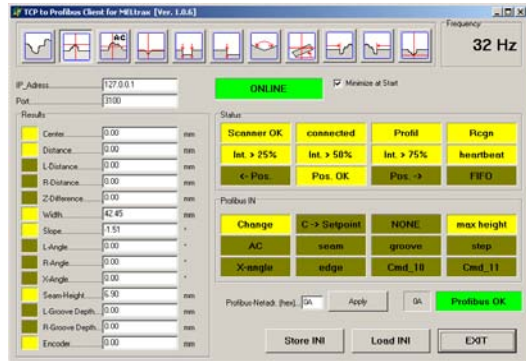 TCP to Profibus Client for MELtrax [Ver. 1.0.6]
AC
Frequency
32 Hz
IP_Adress 127.0.0.1
Port 3100
ONLINE
Minimize at Start
Results
Center 0.00 mm
Distance 0.00 mm
L-Distance 0.00 mm
R-Distance 0.00 mm
Z-Difference 0.00 mm
Width 42.45 mm
Slope -1.51 °
L-Angle 0.00 °
R-Angle 0.00 °
X-Angle 0.00 °
Seam-Height 6.90 mm
L-Groove Depth 0.00 mm
R-Groove Depth 0.00 mm
Encoder 0.00 mm
Status
Scanner OK connected Profil Rcgn
Int. > 25% Int. > 50% Int. > 75% heartbeat
<- Pos. Pos. OK Pos. -> FIFO
Profibus IN
Change C -> Setpoint NONE max height
AC seam groove step
X-angle edge Cmd_10 Cmd_11
Profibus-Netadr. (hex) 0A Apply 0A Profibus OK
Store INI Load INI EXIT